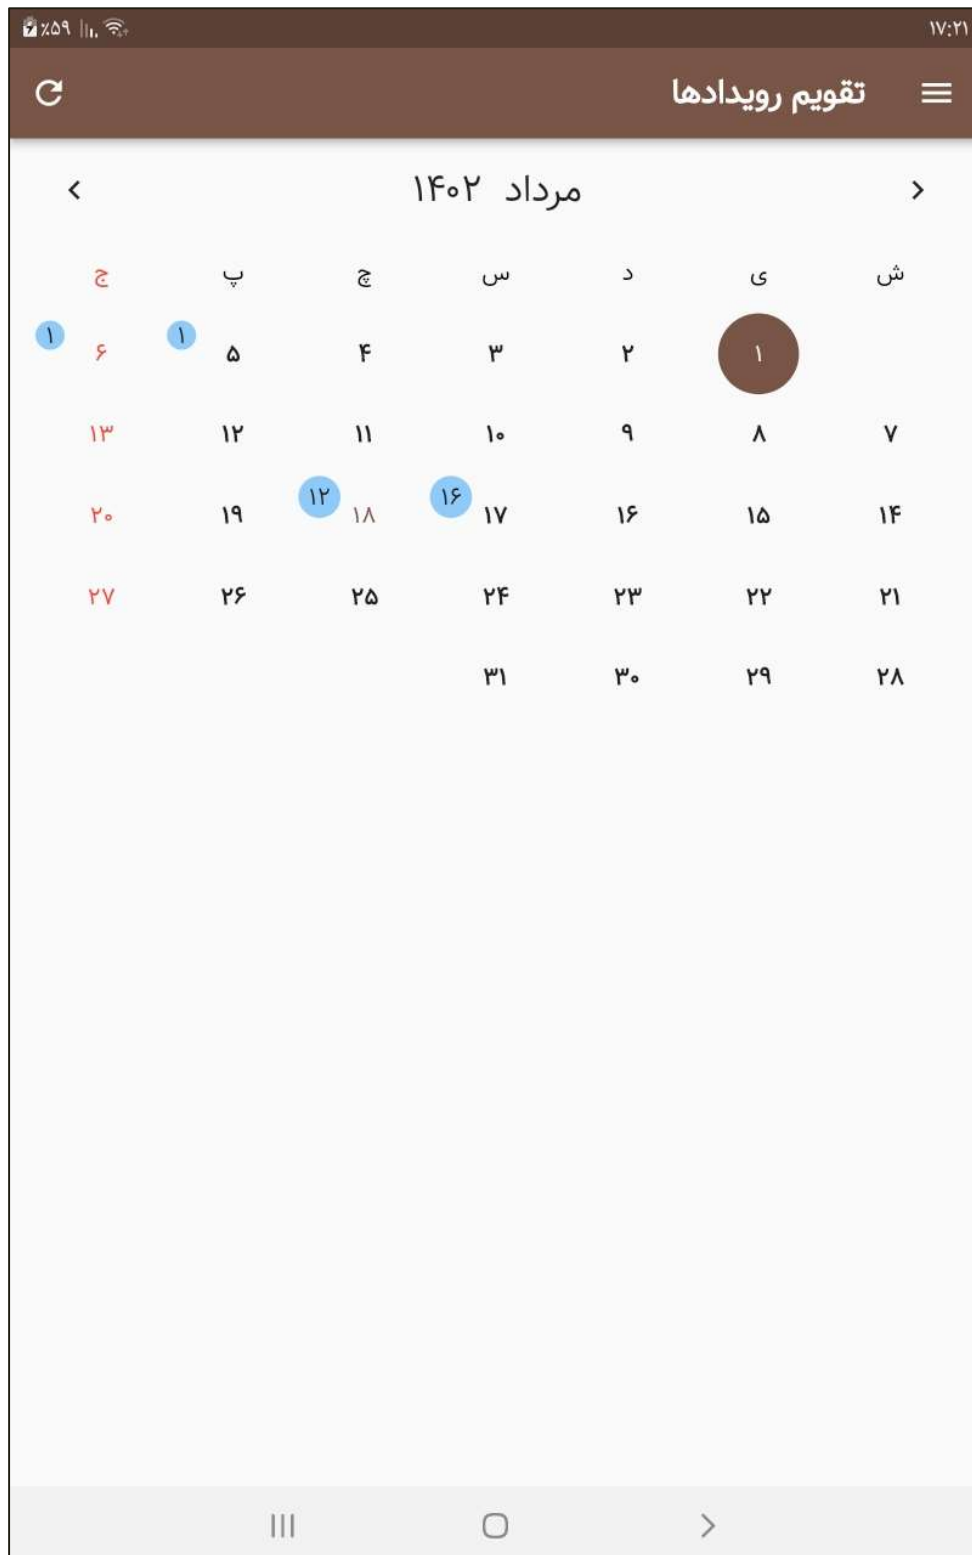 ۱۷:۲۱ ٪۵۹
تقویم رویدادها
مرداد ۱۴۰۲
ش ی د س چ پ ج
۱ ۲ ۳ ۴ ۵ ۱ ۶ ۱
۷ ۸ ۹ ۱۰ ۱۱ ۱۲ ۱۳
۱۴ ۱۵ ۱۶ ۱۷ ۱۶ ۱۸ ۱۲ ۱۹ ۲۰
۲۱ ۲۲ ۲۳ ۲۴ ۲۵ ۲۶ ۲۷
۲۸ ۲۹ ۳۰ ۳۱